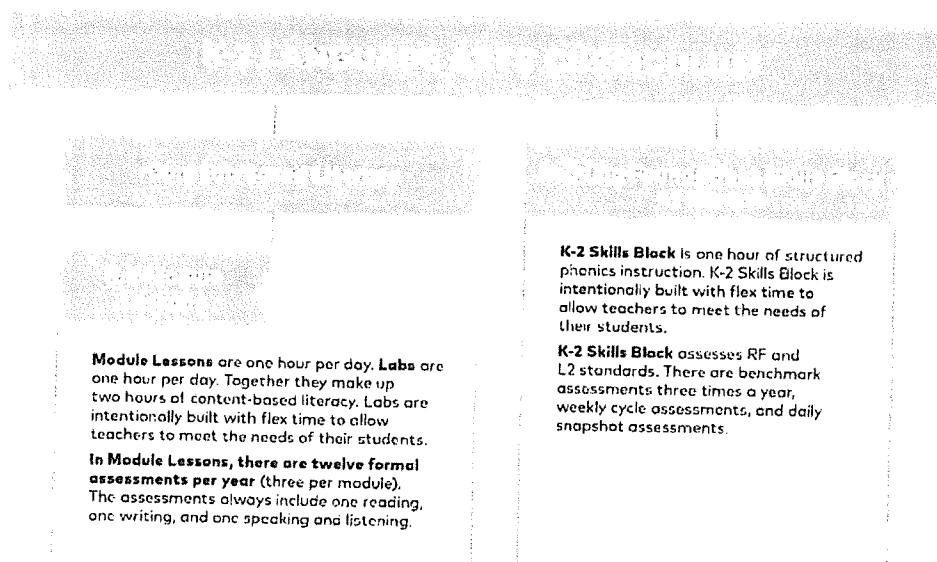 Module Lessons are one hour per day. Labs are
one hour per day. Together they make up
two hours of content-based literacy. Labs are
intentionally built with flex time to allow
teachers to meet the needs of their students.
In Module Lessons, there are twelve formal
assessments per year (three per module).
The assessments always include one reading,
one writing, and one speaking and listening.
K-2 Skills Block is one hour of structured
phonics instruction. K-2 Skills Block is
intentionally built with flex time to
allow teachers to meet the needs of
their students.
K-2 Skills Block assesses RF and
L2 standards. There are benchmark
assessments three times a year,
weekly cycle assessments, and daily
snapshot assessments.